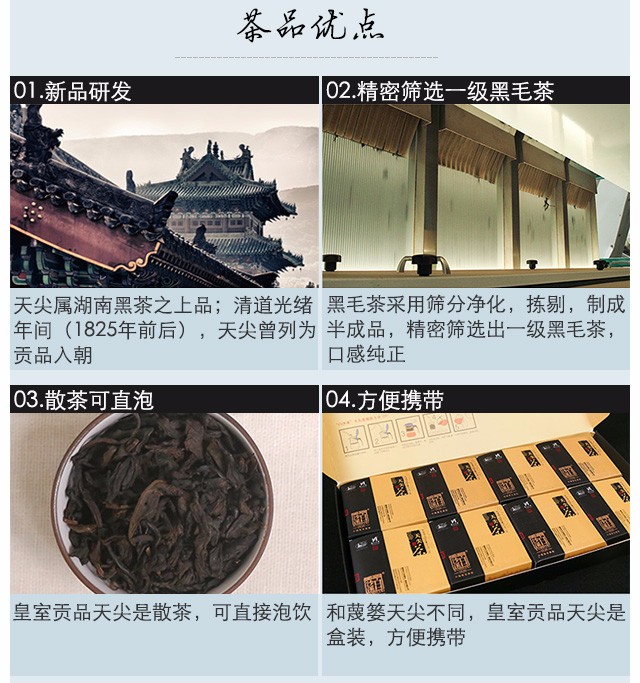 茶品优点
01.新品研发
02.精密筛选一级黑毛茶
天尖属湖南黑茶之上品；清道光绪
年间（1825年前后），天尖曾列为
贡品入朝
黑毛茶采用筛分净化，拣剔，制成
半成品，精密筛选出一级黑毛茶，
口感纯正
03.散茶可直泡
04.方便携带
皇室贡品天尖是散茶，可直接泡饮
和蔑篓天尖不同，皇室贡品天尖是
盒装，方便携带